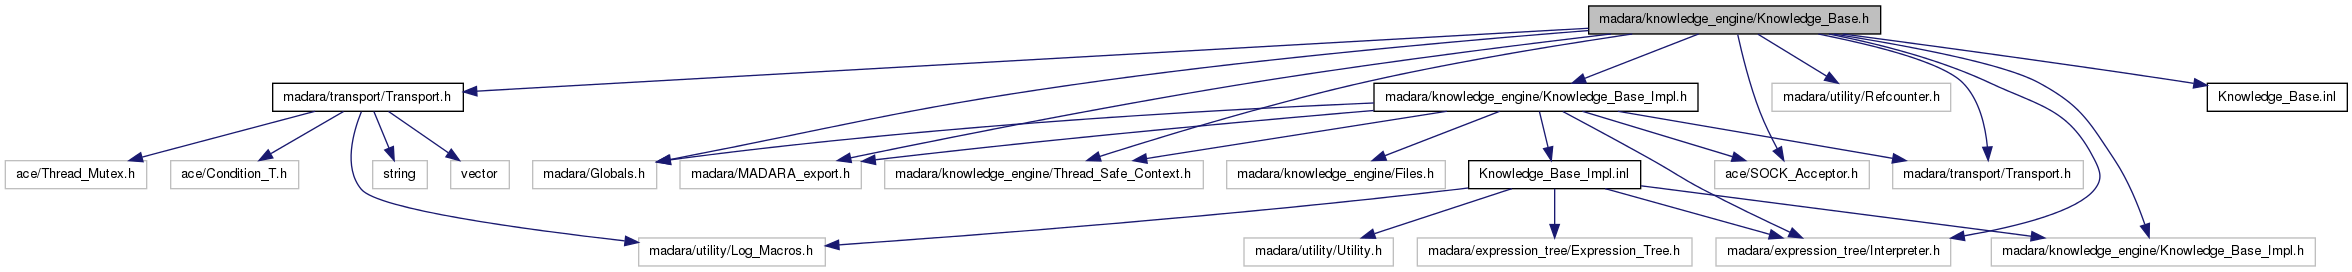 madara/knowledge_engine/Knowledge_Base.h
madara/transport/Transport.h
madara/knowledge_engine/Knowledge_Base_Impl.h
madara/utility/Refcounter.h
Knowledge_Base.inl
ace/Thread_Mutex.h
ace/Condition_T.h
string
vector
madara/Globals.h
madara/MADARA_export.h
madara/knowledge_engine/Thread_Safe_Context.h
madara/knowledge_engine/Files.h
Knowledge_Base_Impl.inl
ace/SOCK_Acceptor.h
madara/transport/Transport.h
madara/utility/Log_Macros.h
madara/utility/Utility.h
madara/expression_tree/Expression_Tree.h
madara/expression_tree/Interpreter.h
madara/knowledge_engine/Knowledge_Base_Impl.h